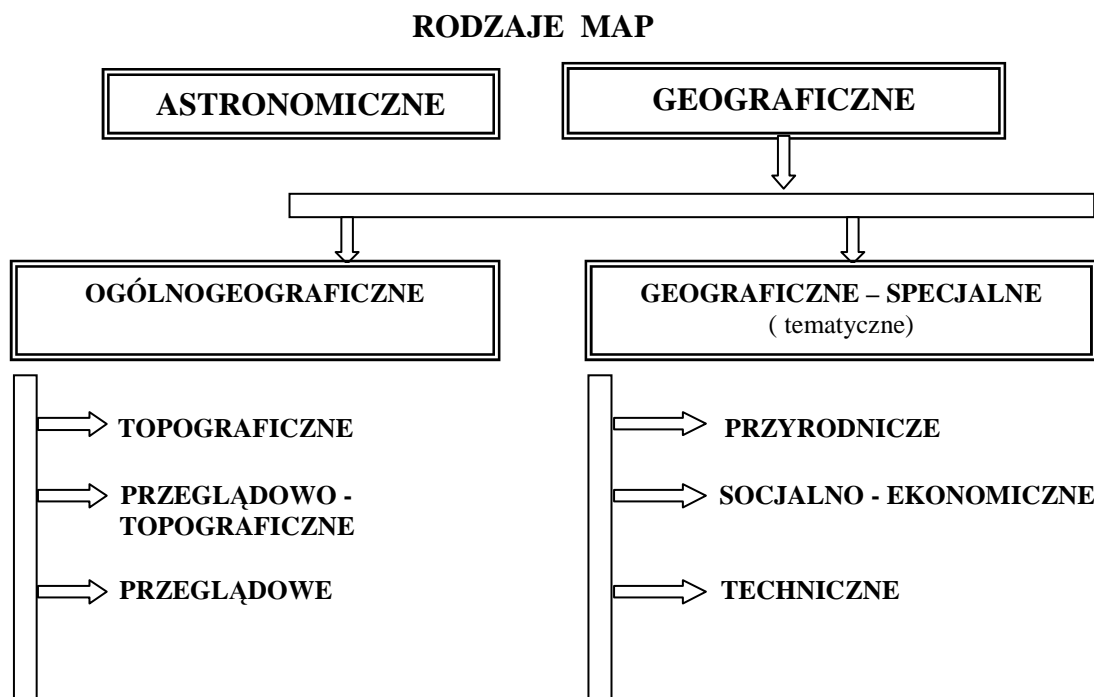 RODZAJE MAP
ASTRONOMICZNE
GEOGRAFICZNE
OGÓLNOGEOGRAFICZNE
GEOGRAFICZNE – SPECJALNE
( tematyczne)
TOPOGRAFICZNE
PRZEGLĄDOWO -
TOPOGRAFICZNE
PRZEGLĄDOWE
PRZYRODNICZE
SOCJALNO - EKONOMICZNE
TECHNICZNE